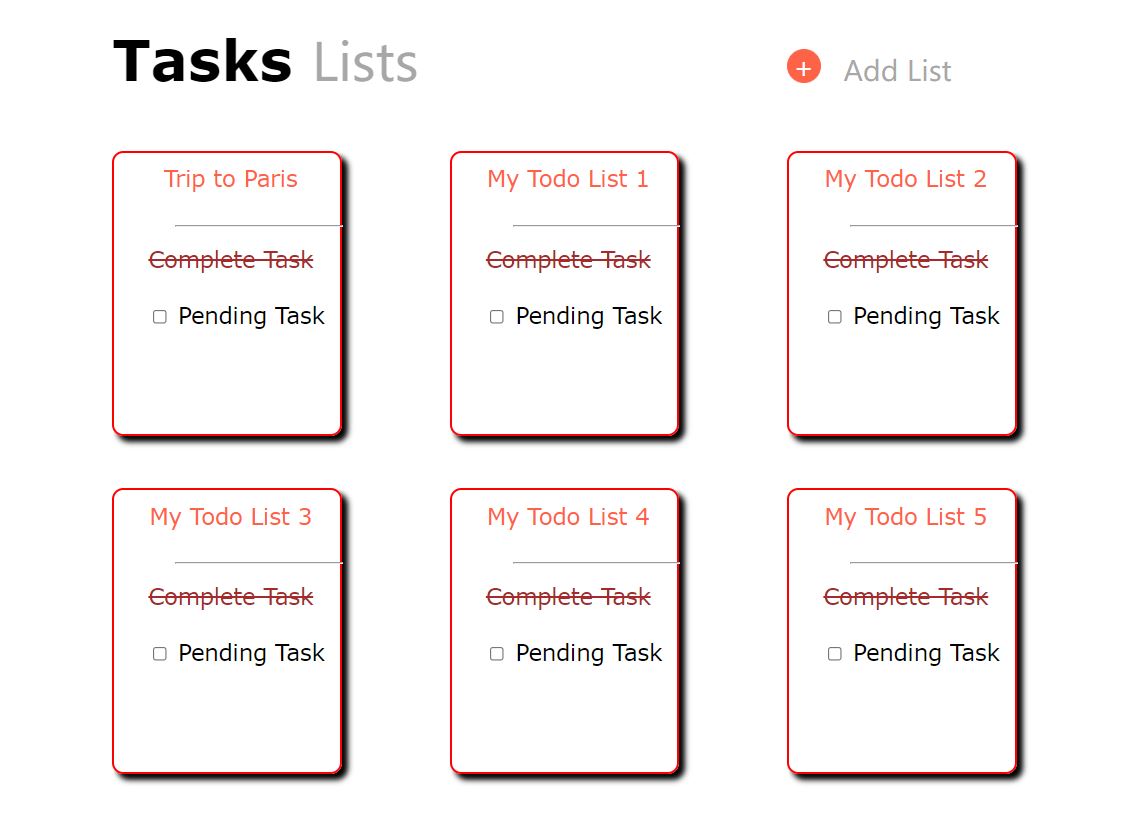 Tasks Lists
+ Add List
Trip to Paris
Complete Task
Pending Task
My Todo List 1
Complete Task
Pending Task
My Todo List 2
Complete Task
Pending Task
My Todo List 3
Complete Task
Pending Task
My Todo List 4
Complete Task
Pending Task
My Todo List 5
Complete Task
Pending Task